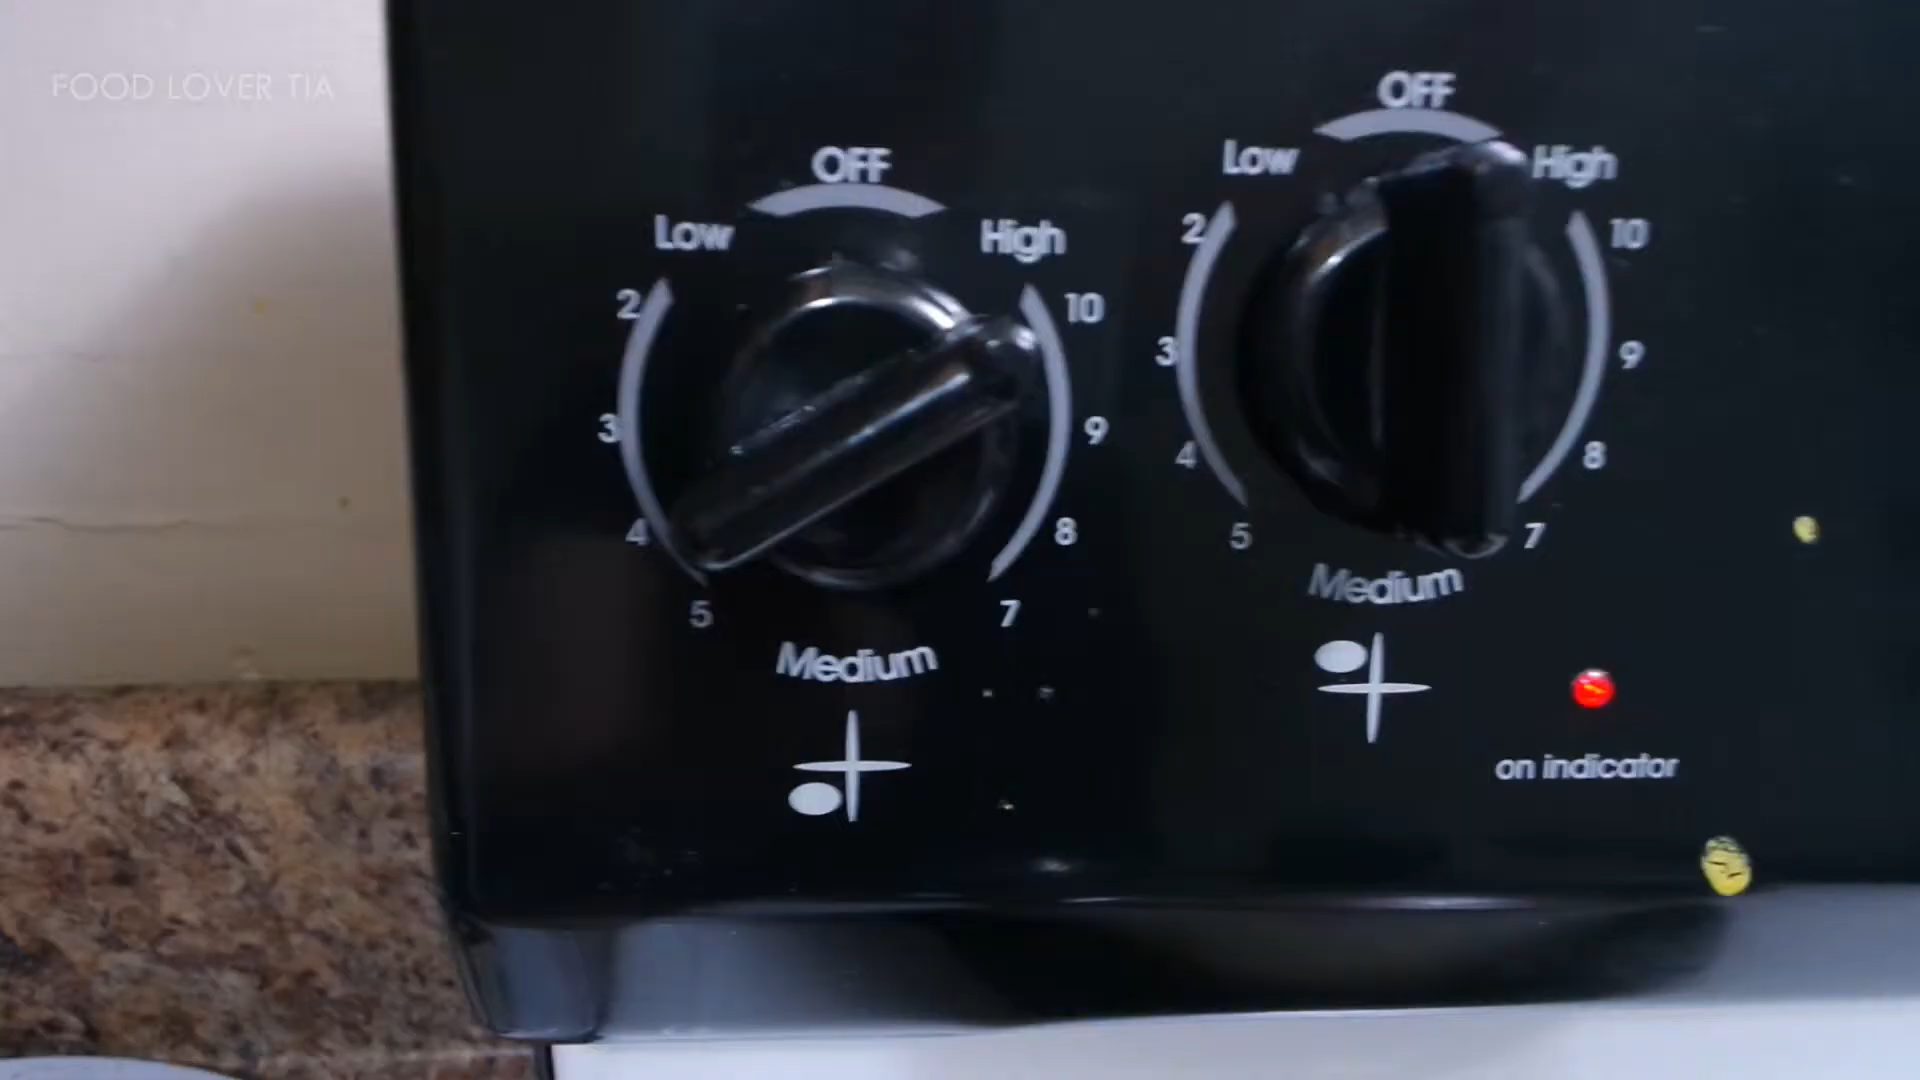 FOOD LOVER TIA
OFF
Low High
2 10
3 9
4 8
5 7
Medium
OFF
Low High
2 10
3 9
4 8
5 7
Medium
on indicator